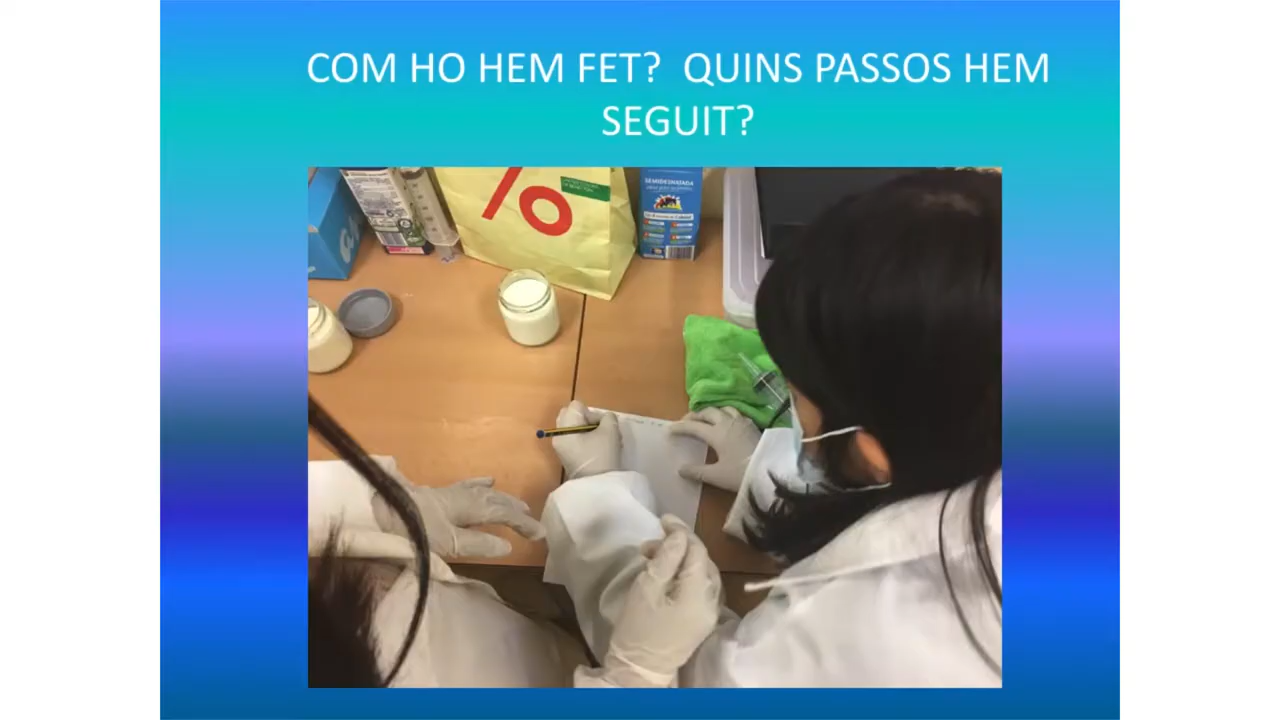 COM HO HEM FET?  QUINS PASSOS HEM
SEGUIT?
SEMIDESNATADA